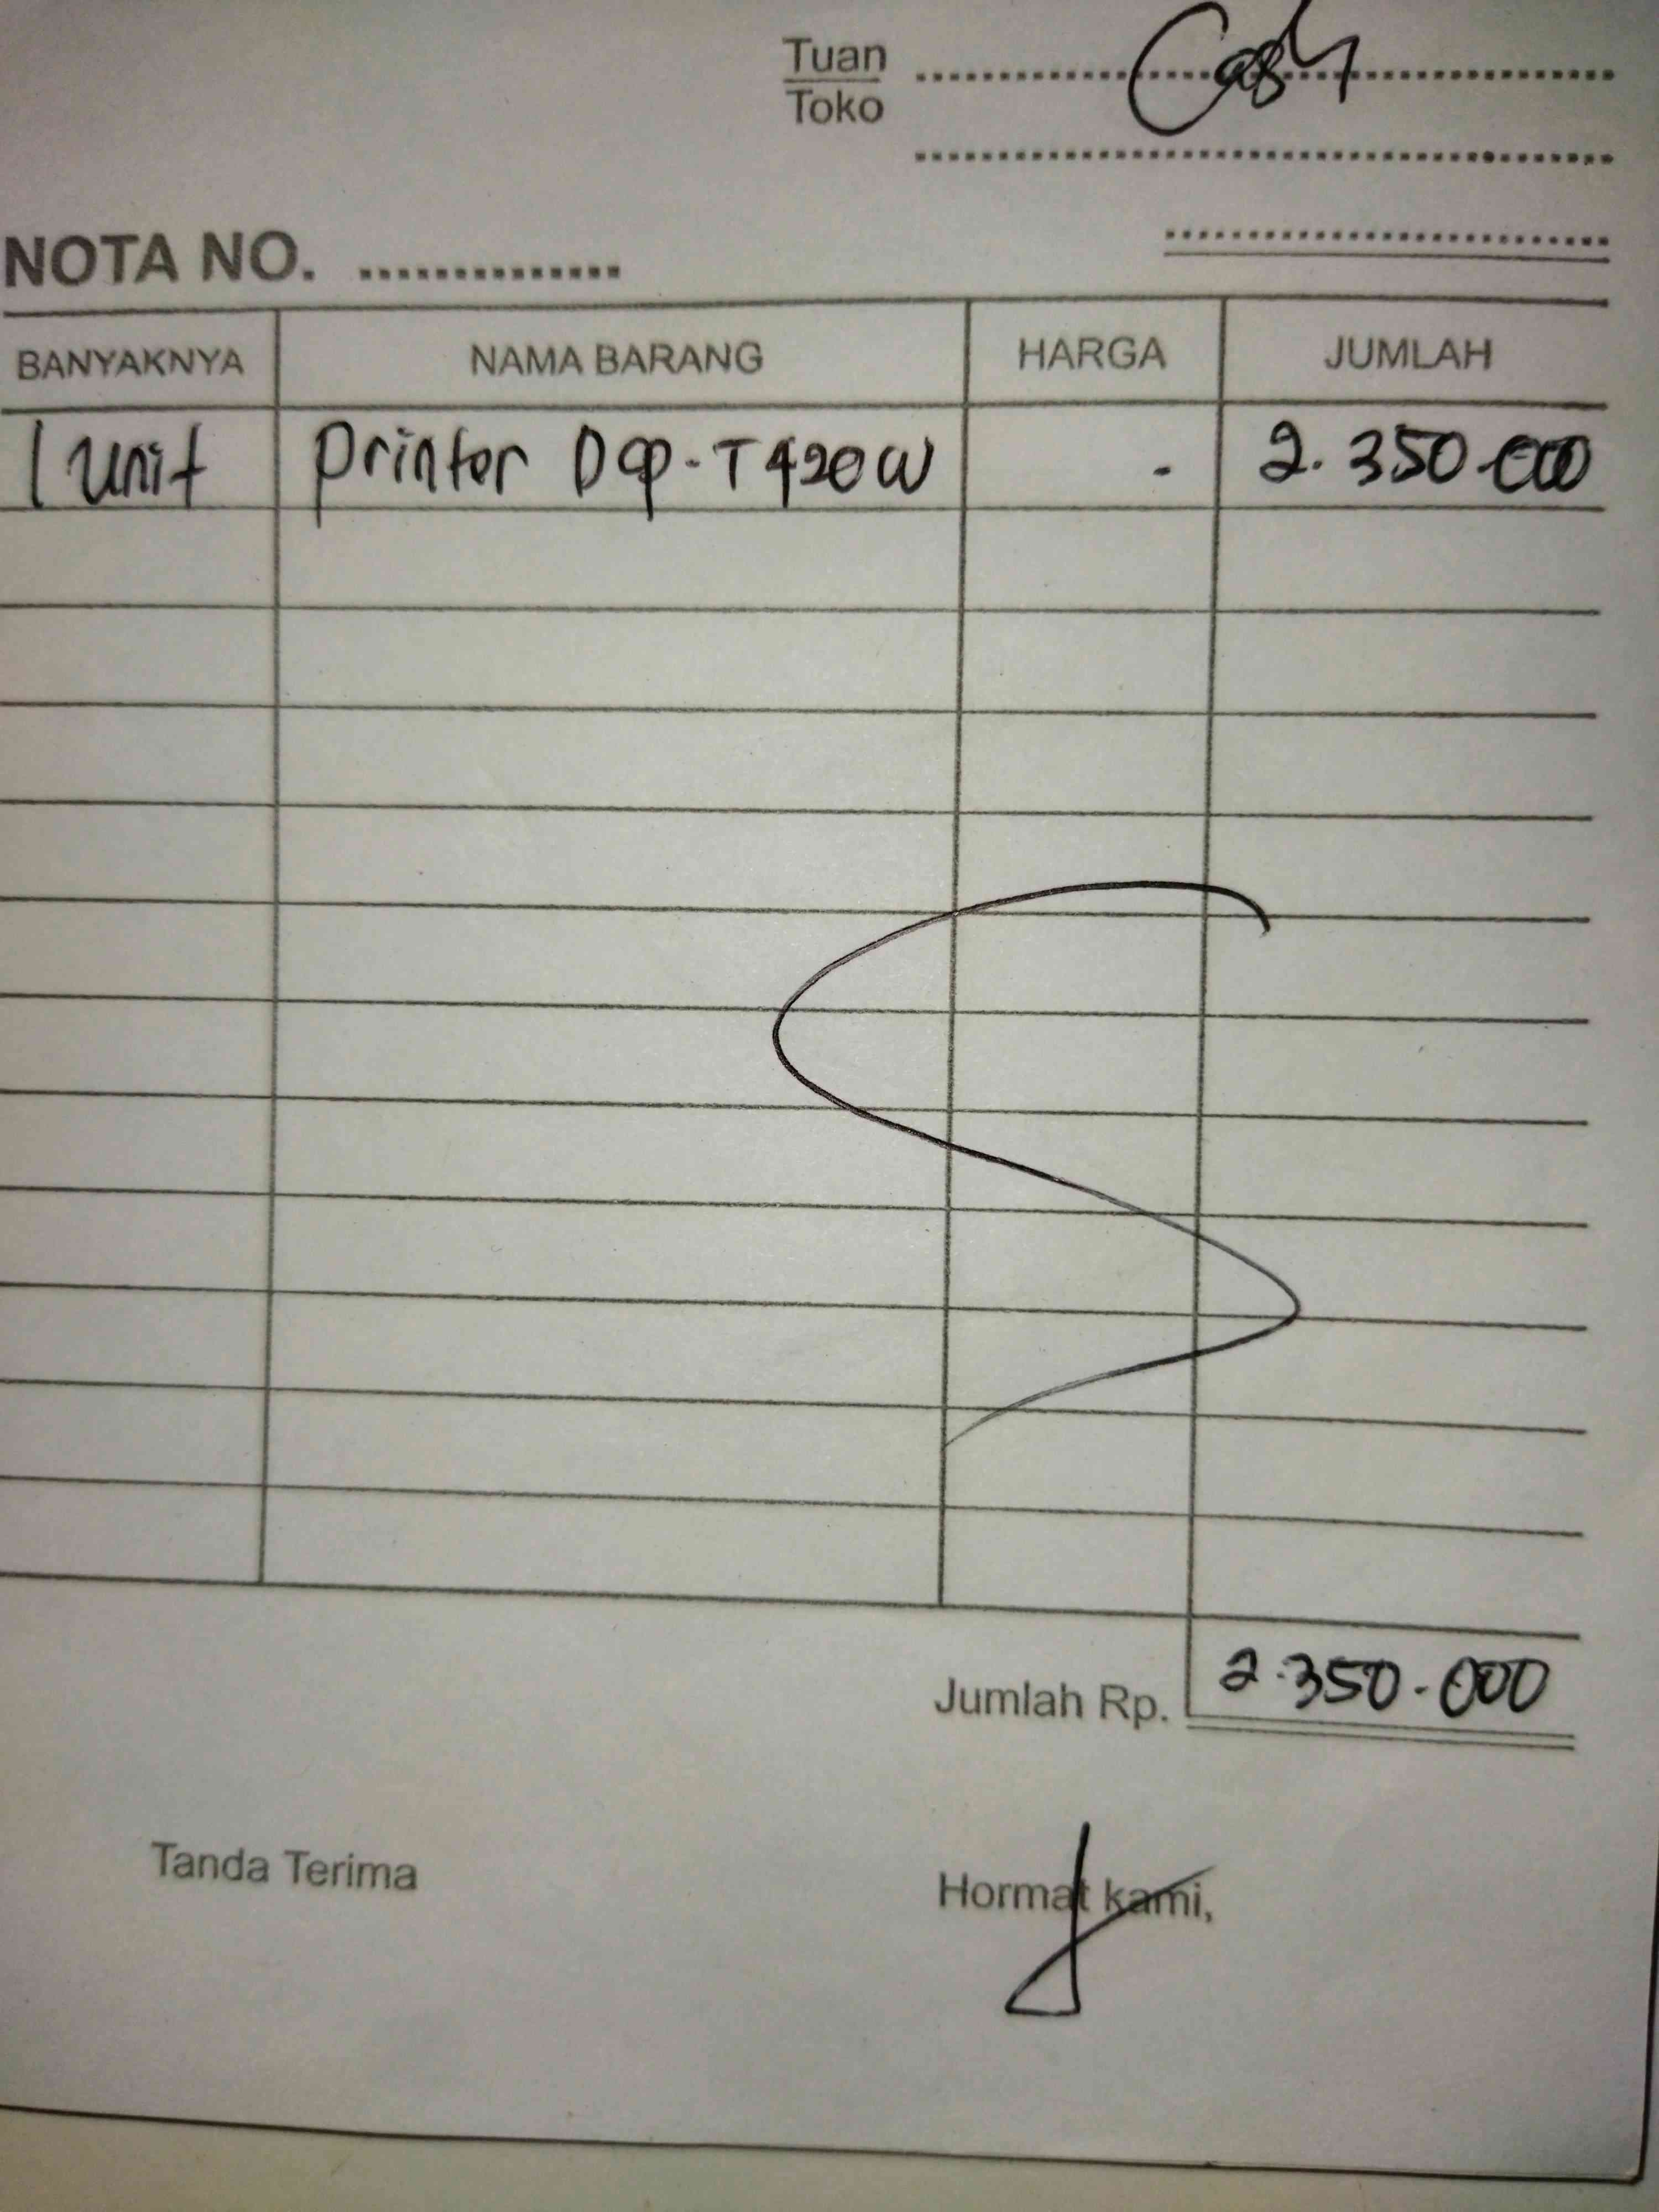 Tuan Cash
Toko
NOTA NO. ..............
BANYAKNYA NAMA BARANG HARGA JUMLAH
1 Unit Printer Dcp-T420W - 2.350.000
Jumlah Rp. 2.350.000
Tanda Terima Hormat kami,